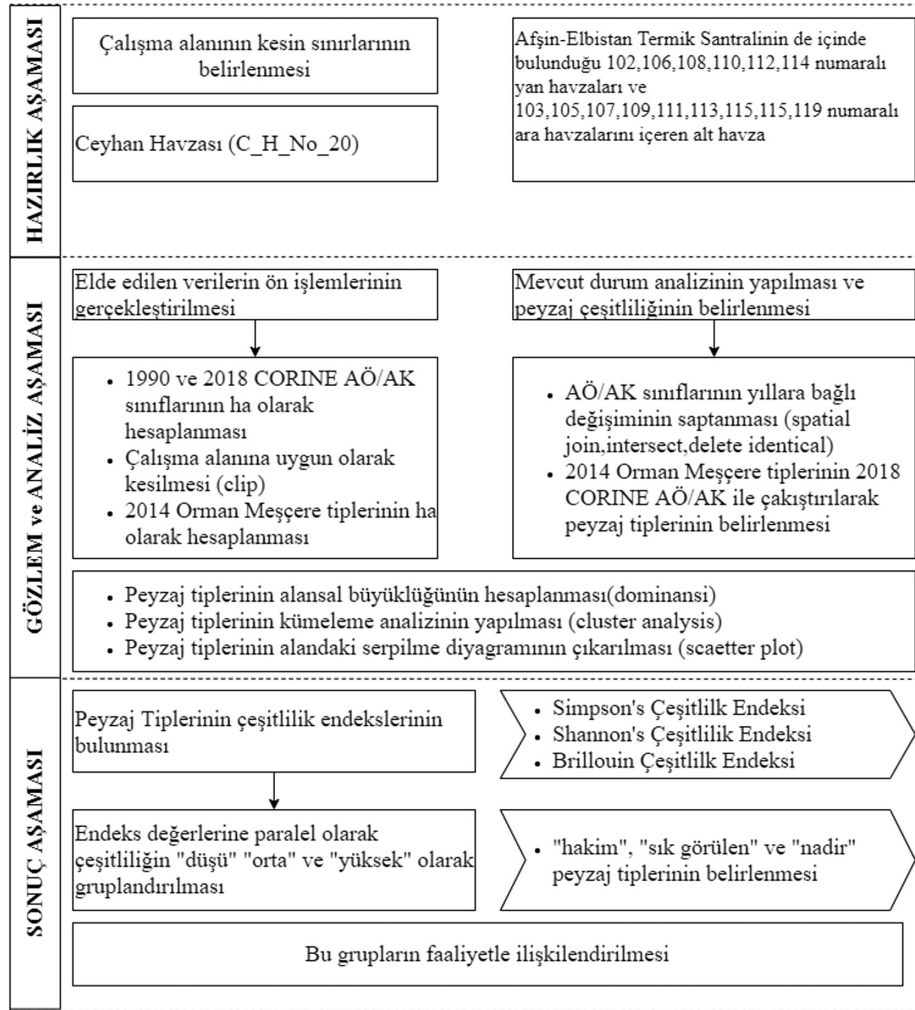 HAZIRLIK AŞAMASI
Çalışma alanının kesin sınırlarının
belirlenmesi
Ceyhan Havzası (C_H_No_20)
Afşin-Elbistan Termik Santralinin de içinde
bulunduğu 102,106,108,110,112,114 numaralı
yan havzaları ve
103,105,107,109,111,113,115,115,119 numaralı
ara havzalarını içeren alt havza
GÖZLEM ve ANALİZ AŞAMASI
Elde edilen verilerin ön işlemlerinin
gerçekleştirilmesi
• 1990 ve 2018 CORINE AÖ/AK
sınıflarının ha olarak
hesaplanması
• Çalışma alanına uygun olarak
kesilmesi (clip)
• 2014 Orman Meşçere tiplerinin ha
olarak hesaplanması
Mevcut durum analizinin yapılması ve
peyzaj çeşitliliğinin belirlenmesi
• AÖ/AK sınıflarının yıllara bağlı
değişiminin saptanması (spatial
join,intersect,delete identical)
• 2014 Orman Meşçere tiplerinin 2018
CORINE AÖ/AK ile çakıştırılarak
peyzaj tiplerinin belirlenmesi
• Peyzaj tiplerinin alansal büyüklüğünün hesaplanması(dominansi)
• Peyzaj tiplerinin kümeleme analizinin yapılması (cluster analysis)
• Peyzaj tiplerinin alandaki serpilme diyagramının çıkarılması (scaetter plot)
SONUÇ AŞAMASI
Peyzaj Tiplerinin çeşitlilik endekslerinin
bulunması
• Simpson's Çeşitlilk Endeksi
• Shannon's Çeşitlilik Endeksi
• Brillouin Çeşitlilk Endeksi
Endeks değerlerine paralel olarak
çeşitliliğin "düşü" "orta" ve "yüksek" olarak
gruplandırılması
• "hakim", "sık görülen" ve "nadir"
peyzaj tiplerinin belirlenmesi
Bu grupların faaliyetle ilişkilendirilmesi